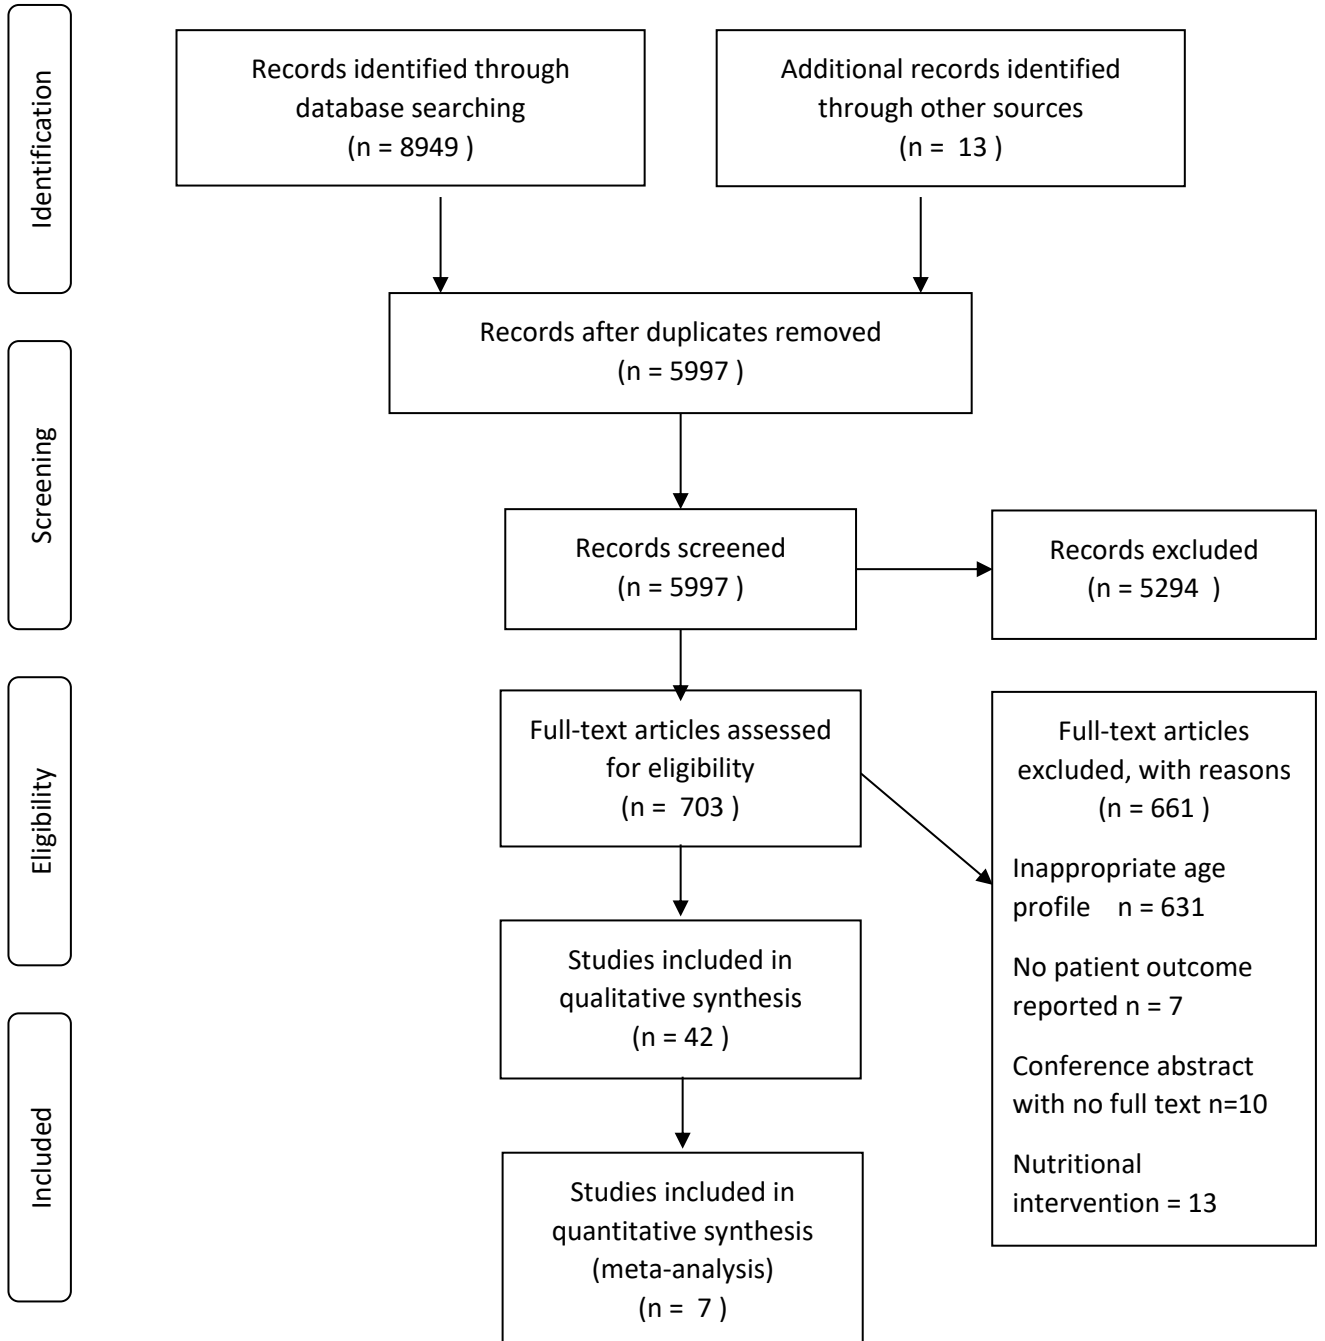 Identification
Records identified through
database searching
(n = 8949 )
Additional records identified
through other sources
(n =  13 )
Records after duplicates removed
(n = 5997 )
Screening
Records screened
(n = 5997 )
Records excluded
(n = 5294  )
Eligibility
Full-text articles assessed
for eligibility
(n =  703 )
Full-text articles
excluded, with reasons
(n = 661 )
Inappropriate age
profile    n = 631
No patient outcome
reported n = 7
Conference abstract
with no full text n=10
Nutritional
intervention = 13
Studies included in
qualitative synthesis
(n = 42 )
Included
Studies included in
quantitative synthesis
(meta-analysis)
(n =  7 )